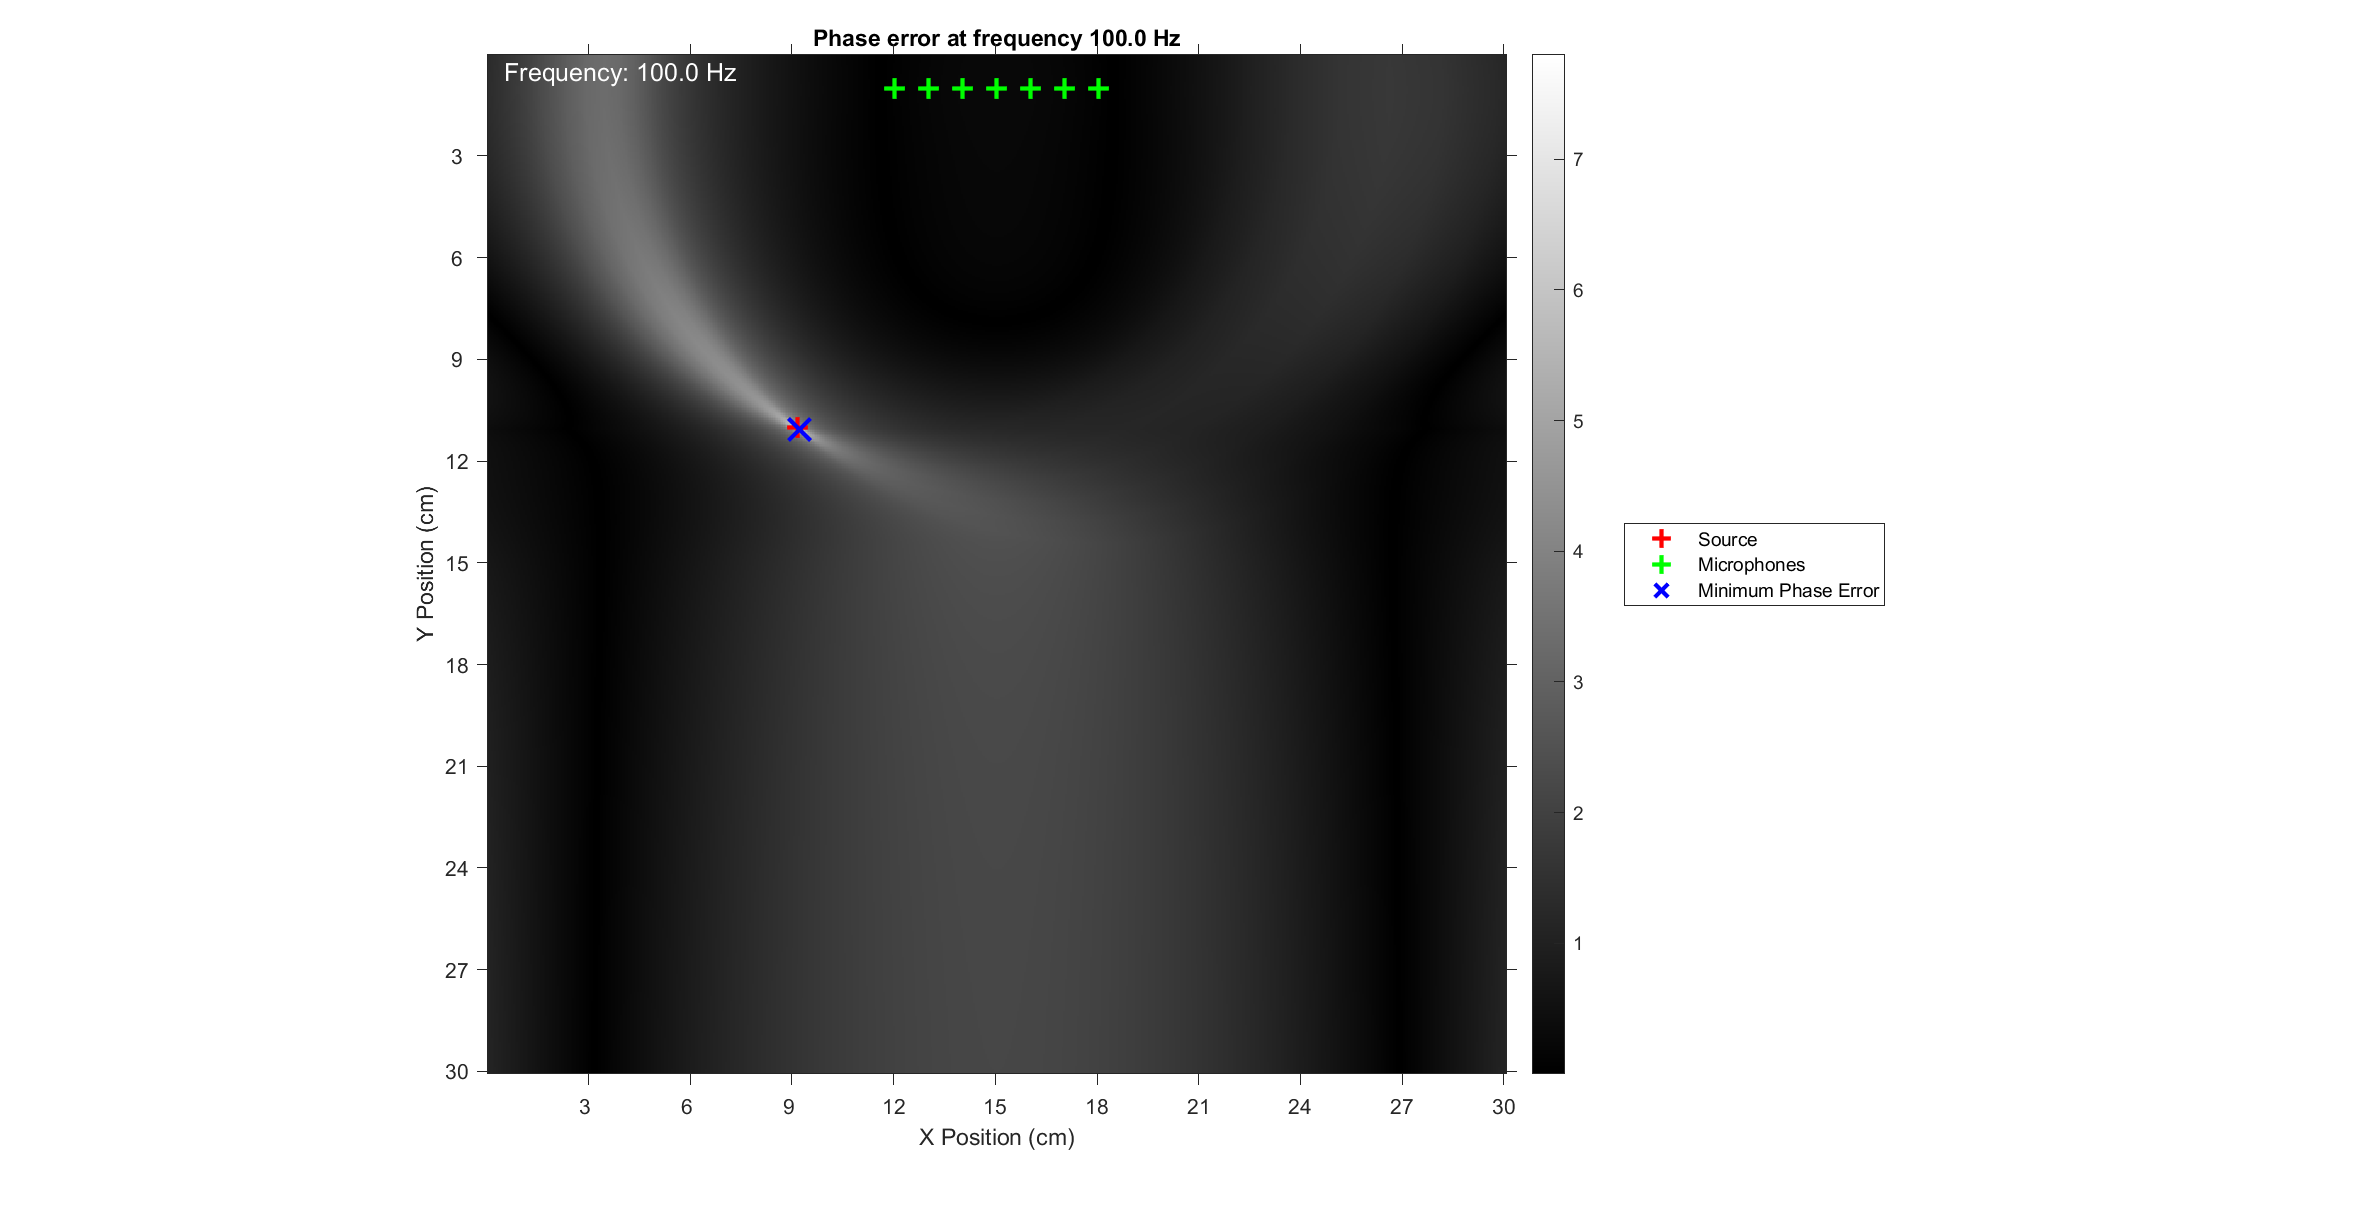 Phase error at frequency 100.0 Hz
Frequency: 100.0 Hz
3
6
9
12
15
18
21
24
27
30
Y Position (cm)
3 6 9 12 15 18 21 24 27 30
X Position (cm)
7
6
5
4
3
2
1
Source
Microphones
Minimum Phase Error